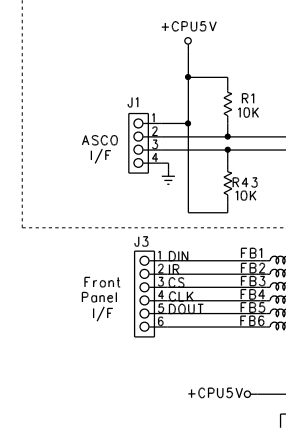 +CPU5V
J1
1
2
3
4
ASCO
I/F
R1
10K
R43
10K
J3
1 DIN FB1
2 IR FB2
3 CS FB3
4 CLK FB4
5 DOUT FB5
6 FB6
Front
Panel
I/F
+CPU5V